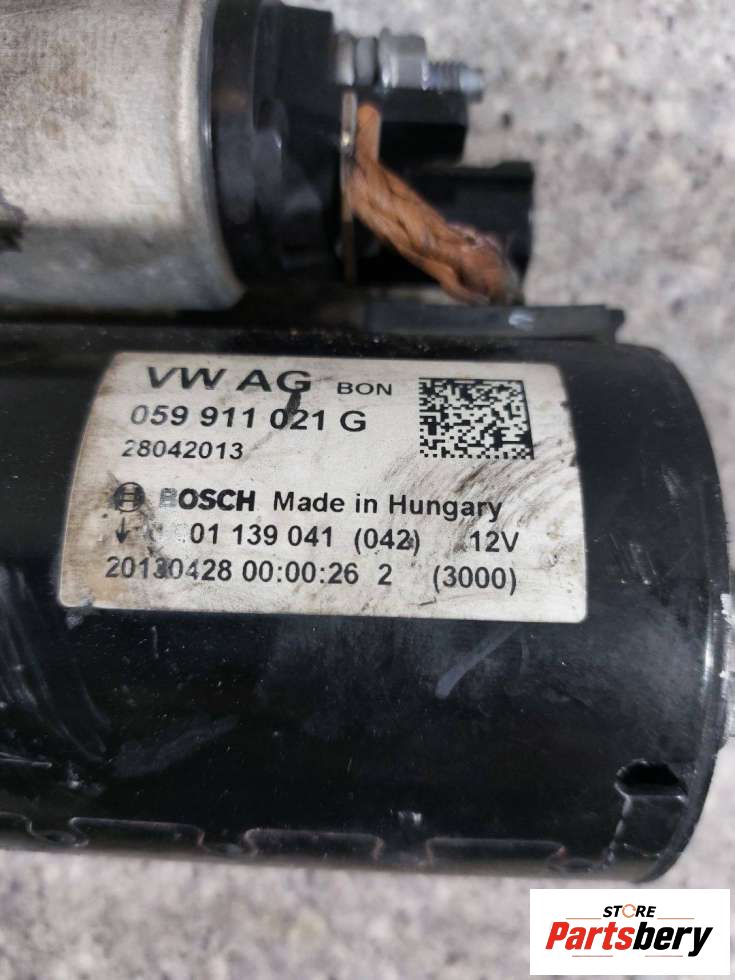 VW AG BON
059 911 021 G
28042013
BOSCH Made in Hungary
01 139 041 (042) 12V
20130428 00:00:26 2 (3000)
STORE
Partsbery